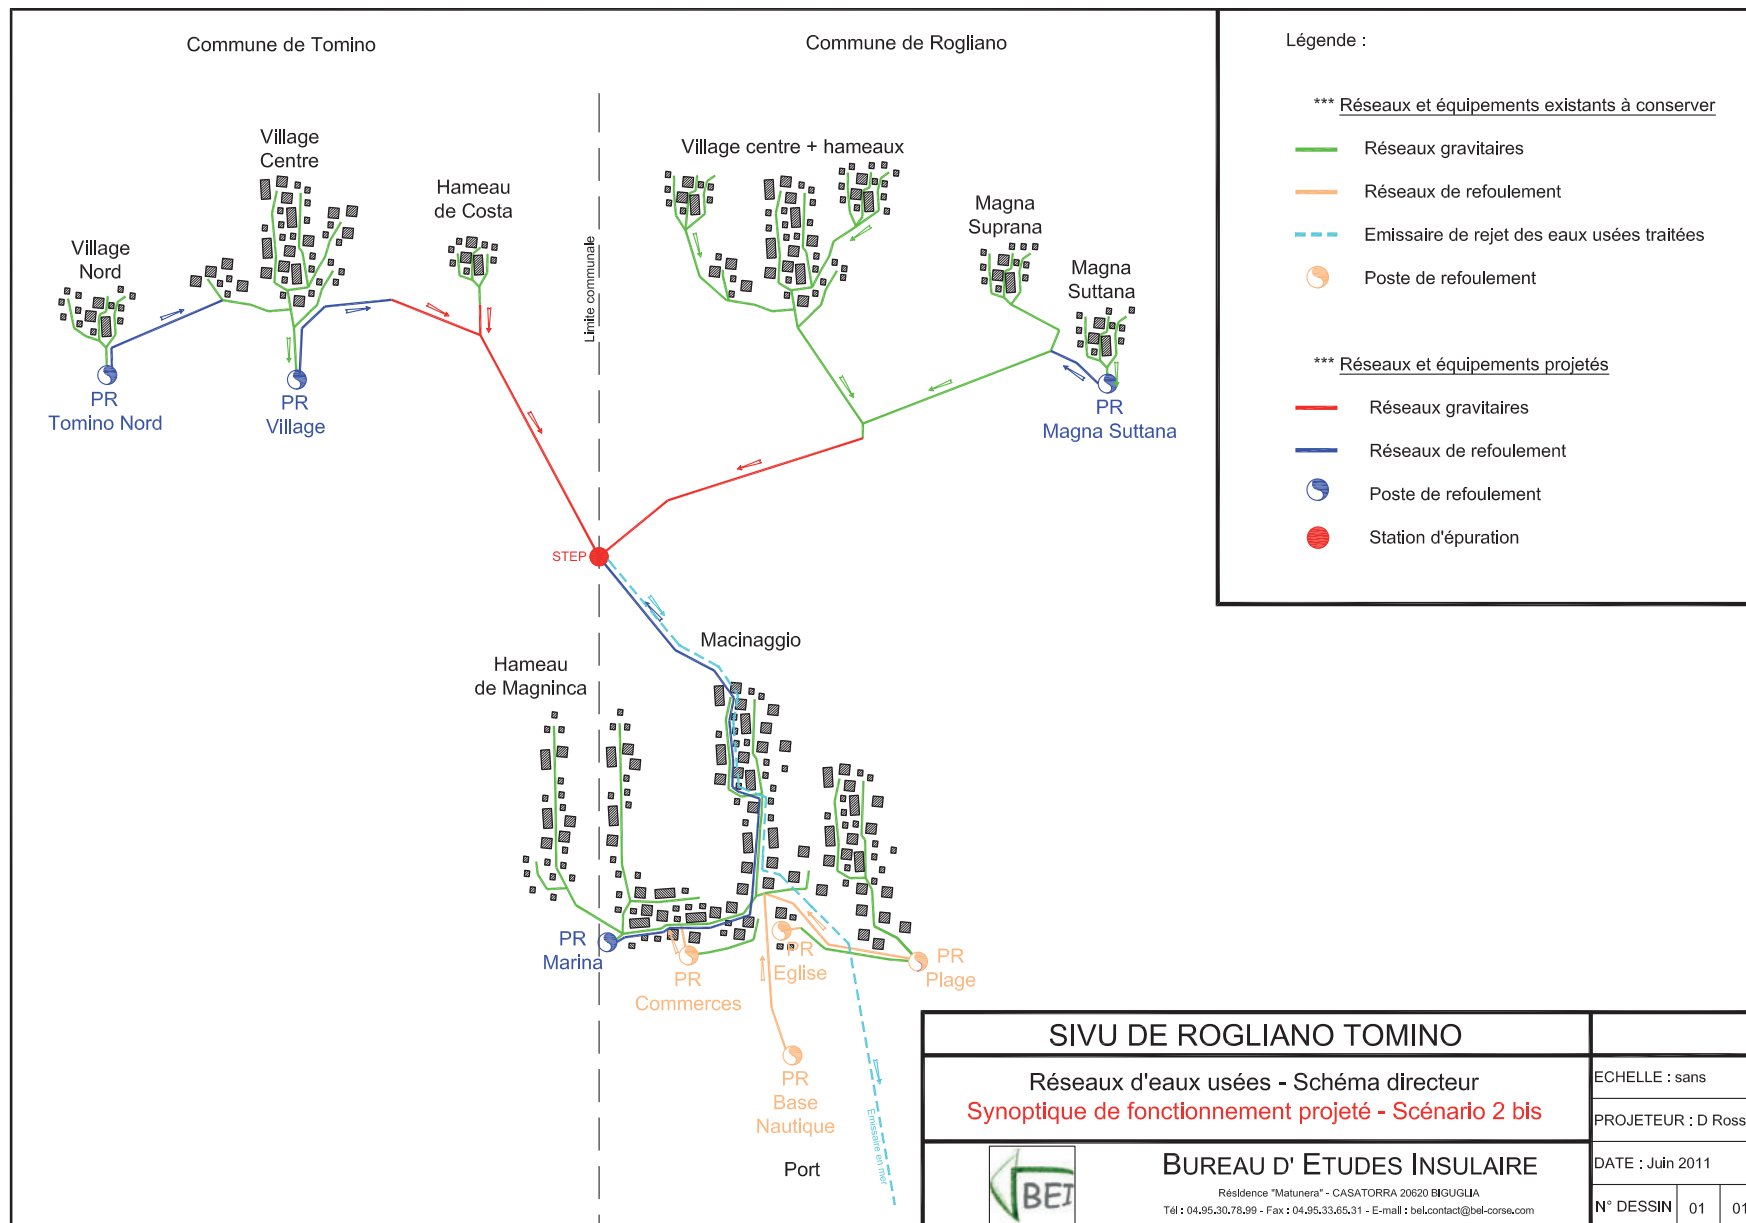 Commune de Tomino
Commune de Rogliano
Légende :
*** Réseaux et équipements existants à conserver
Réseaux gravitaires
Réseaux de refoulement
Emissaire de rejet des eaux usées traitées
Poste de refoulement
*** Réseaux et équipements projetés
Réseaux gravitaires
Réseaux de refoulement
Poste de refoulement
Station d'épuration
Village
Centre
Village centre + hameaux
Hameau
de Costa
Magna
Suprana
Village
Nord
Magna
Suttana
Limite communale
PR
Tomino Nord
PR
Village
PR
Magna Suttana
STEP
Macinaggio
Hameau
de Magninca
PR
Marina
PR
Commerces
PR
Eglise
PR
Plage
PR
Base
Nautique
Port
Emissaire en mer
SIVU DE ROGLIANO TOMINO
Réseaux d'eaux usées - Schéma directeur
Synoptique de fonctionnement projeté - Scénario 2 bis
BEI
BUREAU D' ETUDES INSULAIRE
Résidence "Matunera" - CASATORRA 20620 BIGUGLIA
Tél : 04.95.30.78.99 - Fax : 04.95.33.65.31 - E-mail : bei.contact@bei-corse.com
ECHELLE : sans
PROJETEUR : D Ross
DATE : Juin 2011
N° DESSIN 01 01